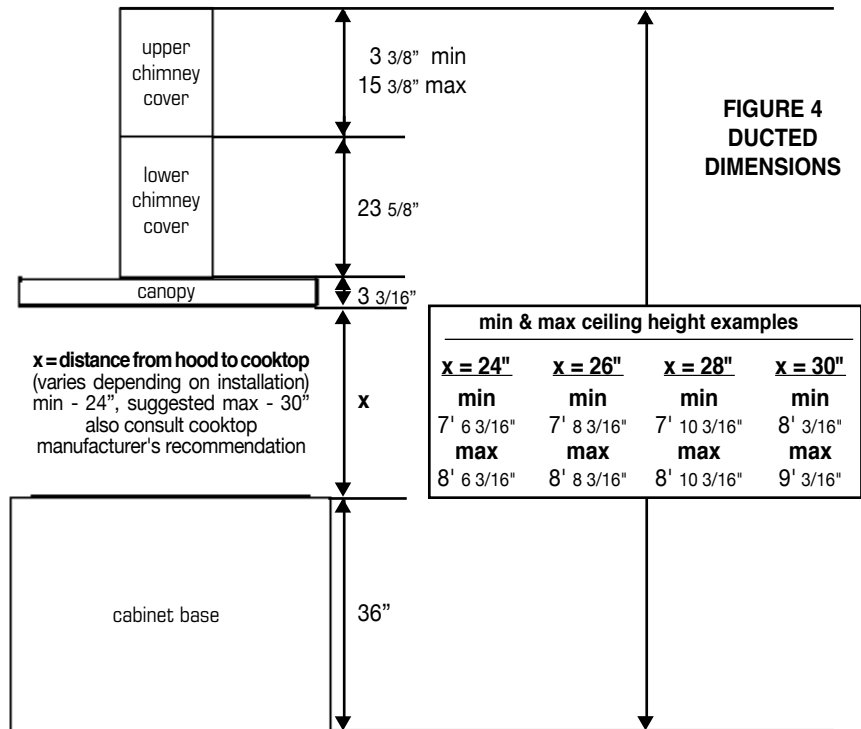 upper
chimney
cover
3 3/8” min
15 3/8” max
FIGURE 4
DUCTED
DIMENSIONS
lower
chimney
cover
23 5/8”
canopy
3 3/16”
x = distance from hood to cooktop
(varies depending on installation)
min - 24”, suggested max - 30”
also consult cooktop
manufacturer's recommendation
x
min & max ceiling height examples
x = 24" x = 26" x = 28" x = 30"
min min min min
7' 6 3/16" 7' 8 3/16" 7' 10 3/16" 8' 3/16"
max max max max
8' 6 3/16" 8' 8 3/16" 8' 10 3/16" 9' 3/16"
cabinet base
36”